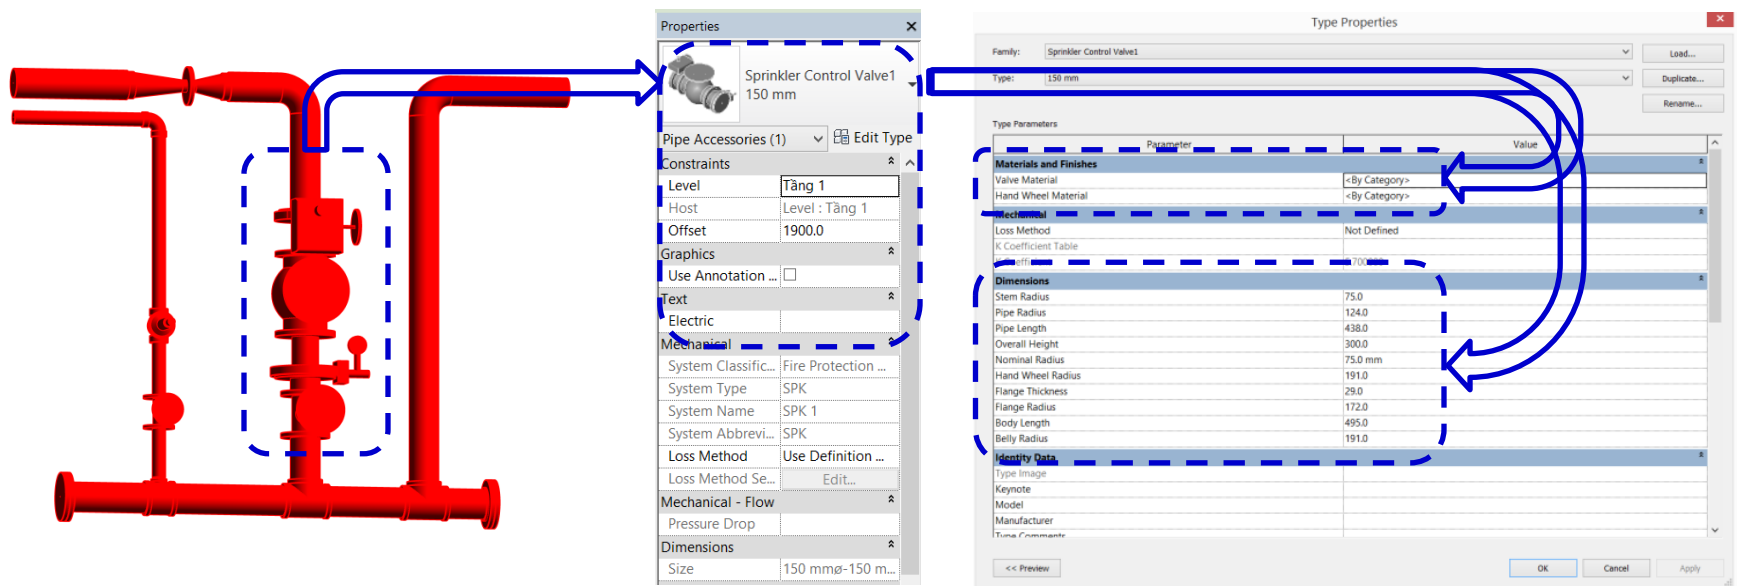 Properties
Sprinkler Control Valve1
150 mm
Pipe Accessories (1)
Edit Type
Constraints
Level Tầng 1
Host Level : Tầng 1
Offset 1900.0
Graphics
Use Annotation ...
Text
Electric
Mechanical
System Classific... Fire Protection ...
System Type SPK
System Name SPK 1
System Abbrevi... SPK
Loss Method Use Definition ...
Loss Method Se... Edit...
Mechanical - Flow
Pressure Drop
Dimensions
Size 150 mmø-150 m...
Type Properties
Family: Sprinkler Control Valve1 Load...
Type: 150 mm Duplicate...
Rename...
Type Parameters
Parameter Value
Materials and Finishes
Valve Material <By Category>
Hand Wheel Material <By Category>
Mechanical
Loss Method Not Defined
K Coefficient Table
K Coefficient
Dimensions
Stem Radius 75.0
Pipe Radius 124.0
Pipe Length 438.0
Overall Height 300.0
Nominal Radius 75.0 mm
Hand Wheel Radius 191.0
Flange Thickness 29.0
Flange Radius 172.0
Body Length 495.0
Belly Radius 191.0
Identity Data
Type Image
Keynote
Model
Manufacturer
Type Comments
<< Preview OK Cancel Apply